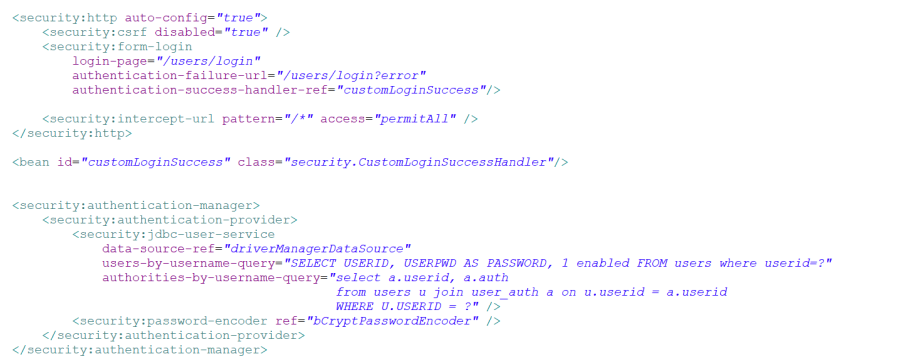 <security:http auto-config="true">
<security:csrf disabled="true" />
<security:form-login
login-page="/users/login"
authentication-failure-url="/users/login?error"
authentication-success-handler-ref="customLoginSuccess"/>
<security:intercept-url pattern="/*" access="permitAll" />
</security:http>
<bean id="customLoginSuccess" class="security.CustomLoginSuccessHandler"/>
<security:authentication-manager>
<security:authentication-provider>
<security:jdbc-user-service
data-source-ref="driverManagerDataSource"
users-by-username-query="SELECT USERID, USERPWD AS PASSWORD, 1 enabled FROM users where userid=?"
authorities-by-username-query="select a.userid, a.auth
from users u join user_auth a on u.userid = a.userid
WHERE U.USERID = ?" />
<security:password-encoder ref="bCryptPasswordEncoder" />
</security:authentication-provider>
</security:authentication-manager>